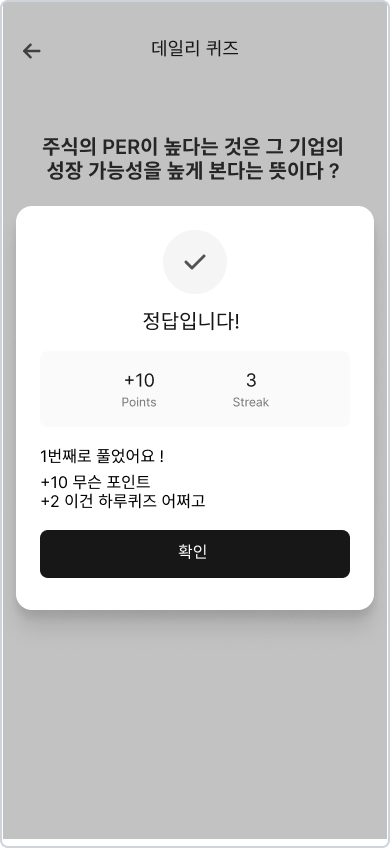 데일리 퀴즈
주식의 PER이 높다는 것은 그 기업의
성장 가능성을 높게 본다는 뜻이다 ?
정답입니다!
+10 3
Points Streak
1번째로 풀었어요 !
+10 무슨 포인트
+2 이건 하루퀴즈 어쩌고
확인